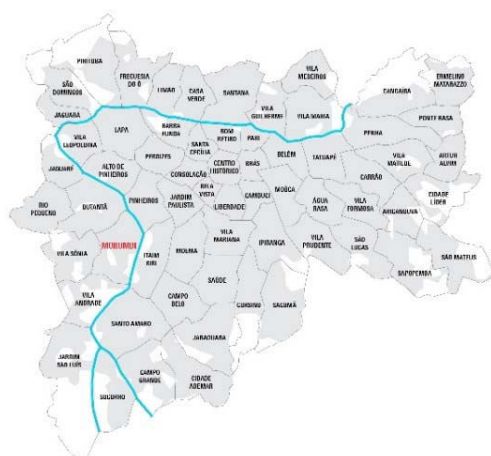 PIRITUBA
SÃO
DOMINGOS
FREGUESIA
DO Ó
LIMÃO
CASA
VERDE
SANTANA
VILA
MEDEIROS
CANGAÍBA
ERMELINO
MATARAZZO
JAGUARA
VILA
LEOPOLDINA
LAPA
BARRA
FUNDA
BOM
RETIRO
PARI
VILA
GUILHERME
VILA MARIA
PENHA
PONTE RASA
JAGUARÉ
ALTO DE
PINHEIROS
PERDIZES
SANTA
CECÍLIA
CENTRO
HISTÓRICO
BRÁS
BELÉM
TATUAPÉ
CARRÃO
VILA
MATILDE
ARTUR
ALVIM
RIO
PEQUENO
BUTANTÃ
PINHEIROS
CONSOLAÇÃO
JARDIM
PAULISTA
BELA
VISTA
LIBERDADE
CAMBUCI
MOÓCA
ÁGUA
RASA
VILA
FORMOSA
ARICANDUVA
CIDADE
LÍDER
VILA SÔNIA
MORUMBI
ITAIM
BIBI
MOEMA
VILA
MARIANA
IPIRANGA
VILA
PRUDENTE
SÃO
LUCAS
SAPOPEMBA
SÃO MATEUS
VILA
ANDRADE
SANTO AMARO
CAMPO
BELO
SAÚDE
CURSINO
SACOMÃ
JARDIM
SÃO LUÍS
JABAQUARA
SOCORRO
CAMPO
GRANDE
CIDADE
ADEMAR